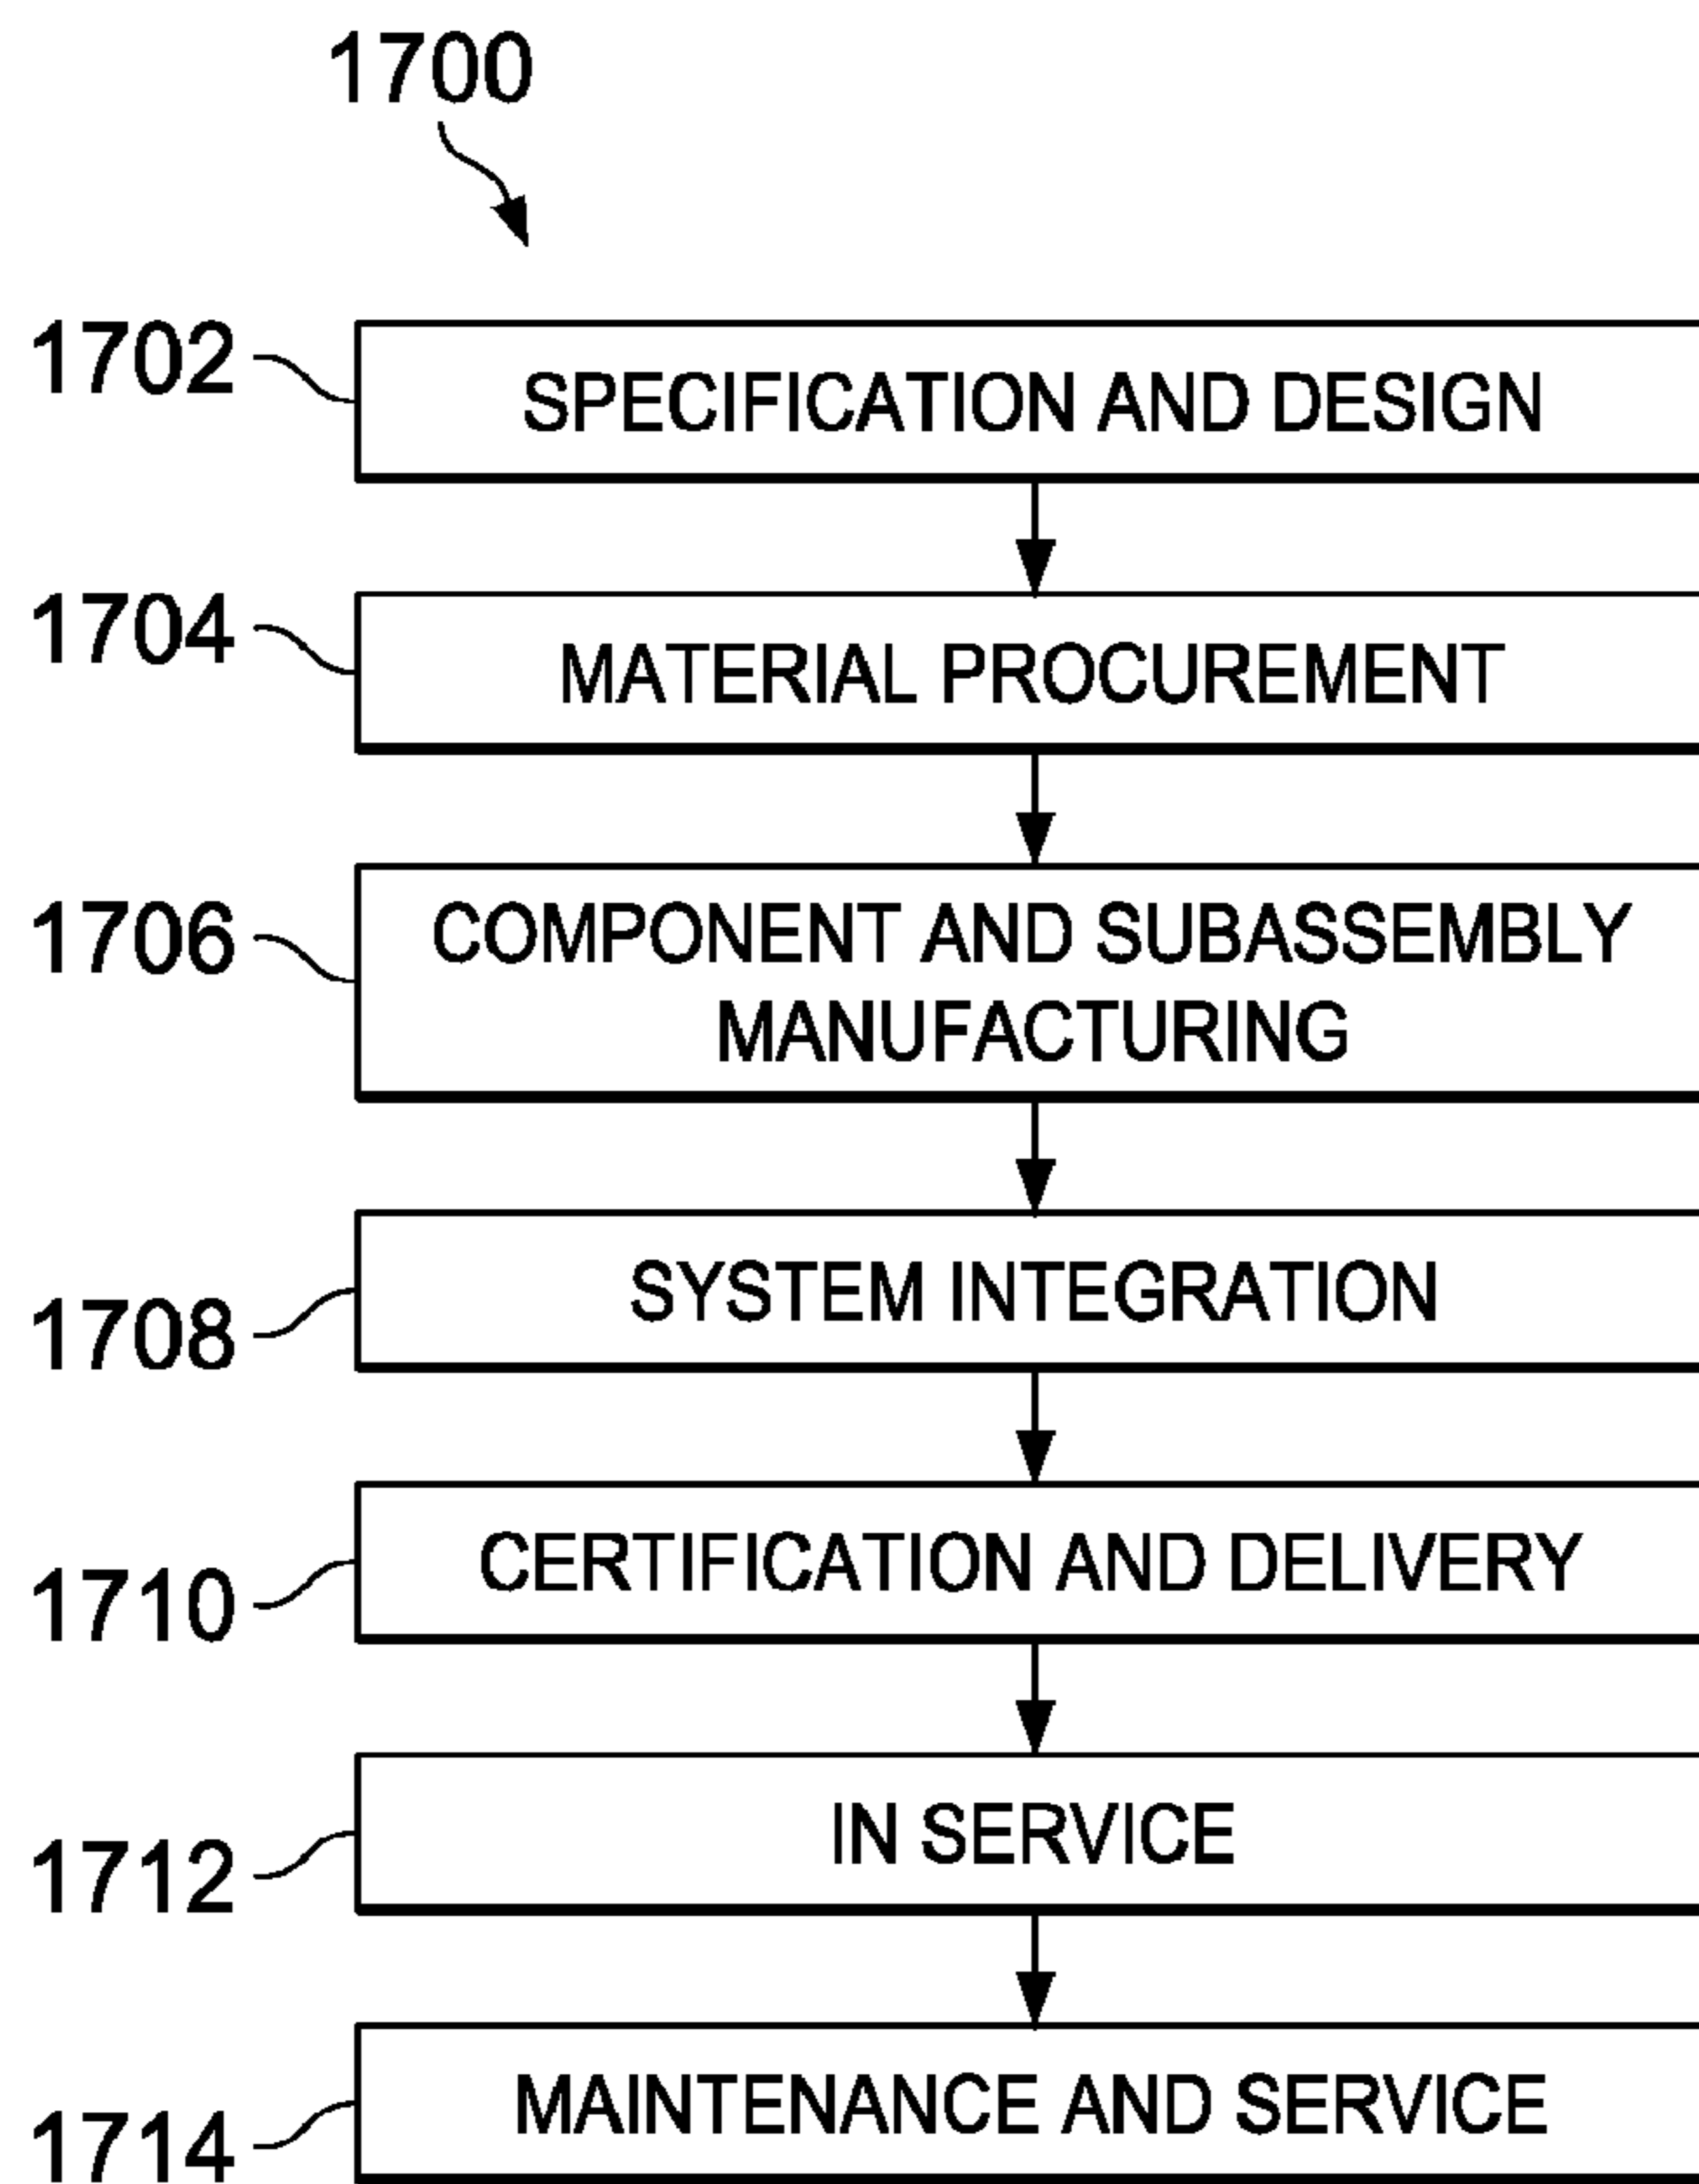 1700
1702
SPECIFICATION AND DESIGN
1704
MATERIAL PROCUREMENT
1706
COMPONENT AND SUBASSEMBLY
MANUFACTURING
1708
SYSTEM INTEGRATION
1710
CERTIFICATION AND DELIVERY
1712
IN SERVICE
1714
MAINTENANCE AND SERVICE